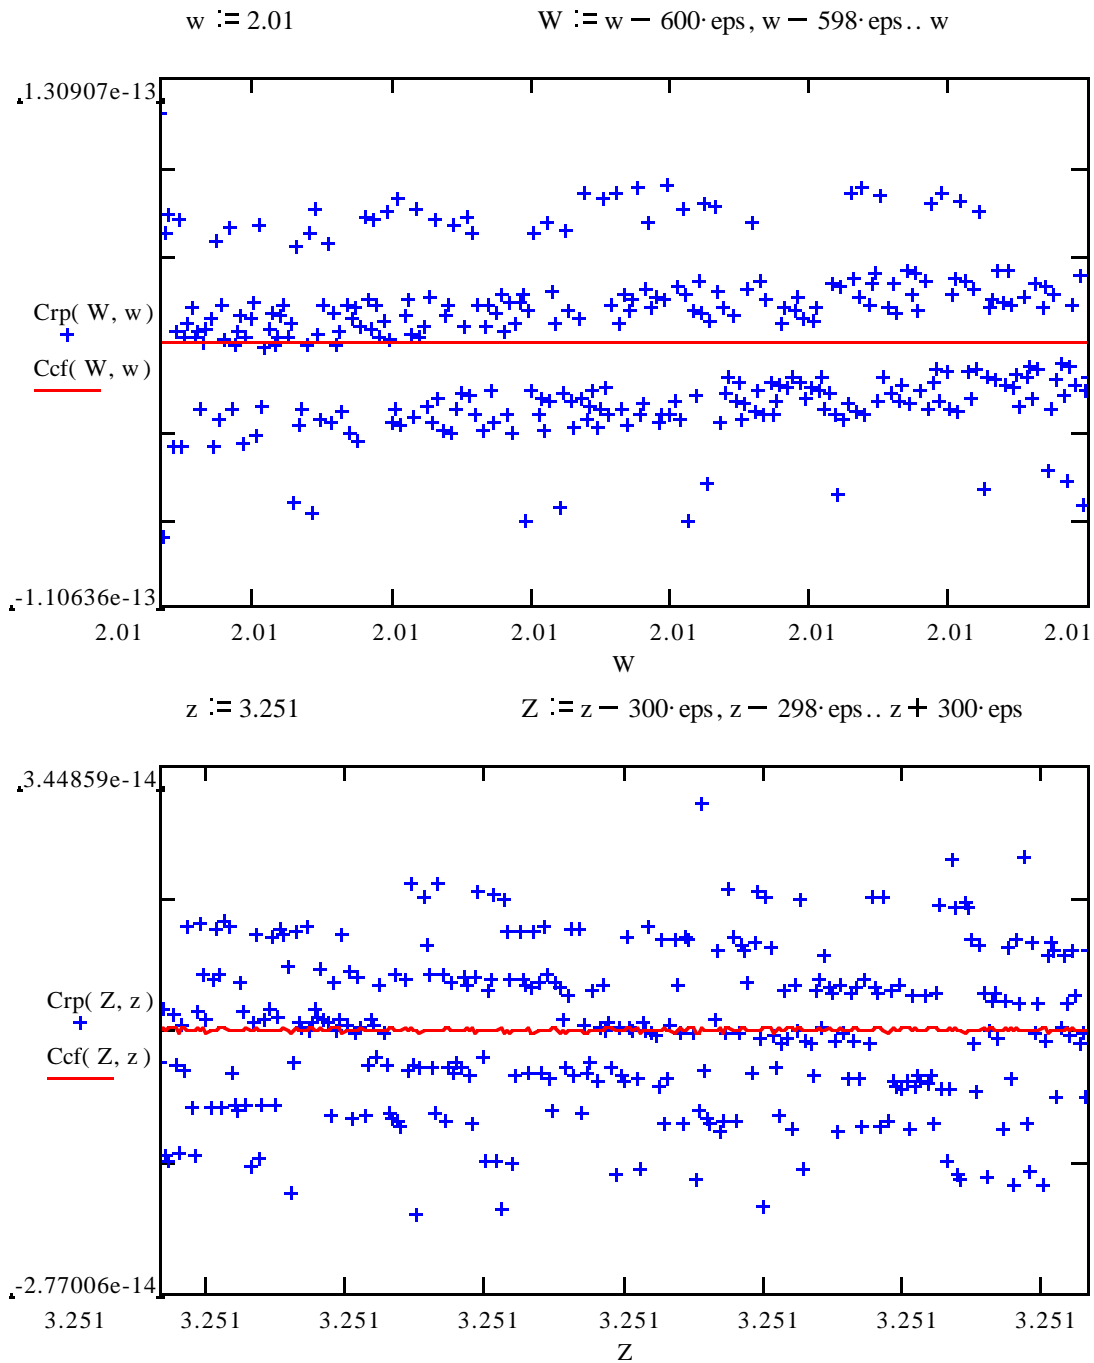 w := 2.01 W := w − 600·eps, w − 598·eps.. w
1.30907e-13
Crp( W, w)
Ccf( W, w)
-1.10636e-13
2.01 2.01 2.01 2.01 2.01 2.01 2.01 2.01
W
z := 3.251 Z := z − 300·eps, z − 298·eps.. z + 300·eps
3.44859e-14
Crp( Z, z)
Ccf( Z, z)
-2.77006e-14
3.251 3.251 3.251 3.251 3.251 3.251 3.251 3.251
Z